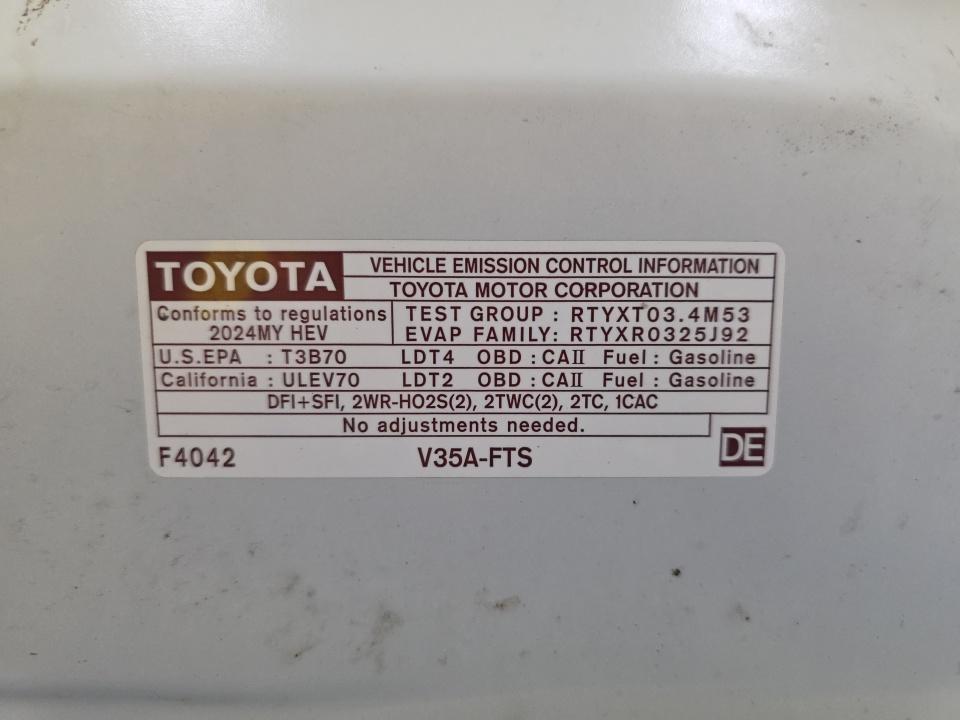 TOYOTA
VEHICLE EMISSION CONTROL INFORMATION
TOYOTA MOTOR CORPORATION
Conforms to regulations
2024MY HEV
TEST GROUP : RTYXT03.4M53
EVAP FAMILY: RTYXR0325J92
U.S.EPA : T3B70 LDT4 OBD : CAII Fuel : Gasoline
California : ULEV70 LDT2 OBD : CAII Fuel : Gasoline
DFI+SFI, 2WR-HO2S(2), 2TWC(2), 2TC, 1CAC
No adjustments needed.
F4042 V35A-FTS DE